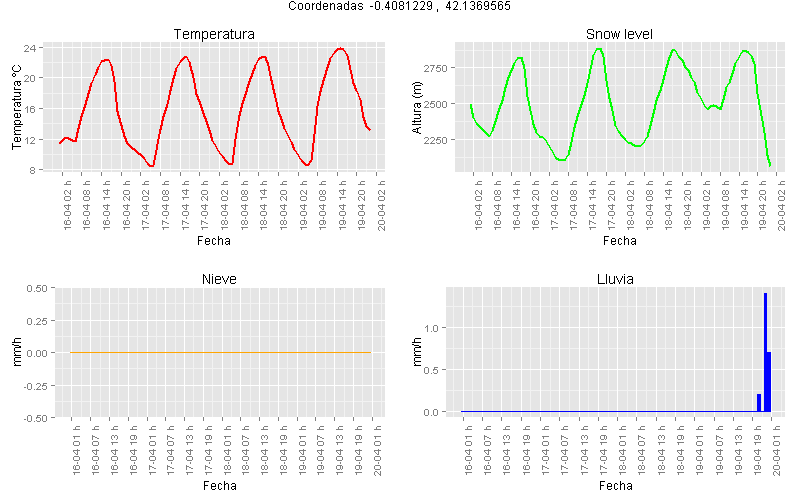 Coordenadas -0.4081229 , 42.1369565
Temperatura
Temperatura ºC
24
20
16
12
8
16-04 02 h
16-04 08 h
16-04 14 h
16-04 20 h
17-04 02 h
17-04 08 h
17-04 14 h
17-04 20 h
18-04 02 h
18-04 08 h
18-04 14 h
18-04 20 h
19-04 02 h
19-04 08 h
19-04 14 h
19-04 20 h
20-04 02 h
Fecha
Snow level
Altura (m)
2750
2500
2250
16-04 02 h
16-04 08 h
16-04 14 h
16-04 20 h
17-04 02 h
17-04 08 h
17-04 14 h
17-04 20 h
18-04 02 h
18-04 08 h
18-04 14 h
18-04 20 h
19-04 02 h
19-04 08 h
19-04 14 h
19-04 20 h
20-04 02 h
Fecha
Nieve
mm/h
0.50
0.25
0.00
-0.25
-0.50
16-04 01 h
16-04 07 h
16-04 13 h
16-04 19 h
17-04 01 h
17-04 07 h
17-04 13 h
17-04 19 h
18-04 01 h
18-04 07 h
18-04 13 h
18-04 19 h
19-04 01 h
19-04 07 h
19-04 13 h
19-04 19 h
20-04 01 h
Fecha
Lluvia
mm/h
1.0
0.5
0.0
16-04 01 h
16-04 07 h
16-04 13 h
16-04 19 h
17-04 01 h
17-04 07 h
17-04 13 h
17-04 19 h
18-04 01 h
18-04 07 h
18-04 13 h
18-04 19 h
19-04 01 h
19-04 07 h
19-04 13 h
19-04 19 h
20-04 01 h
Fecha